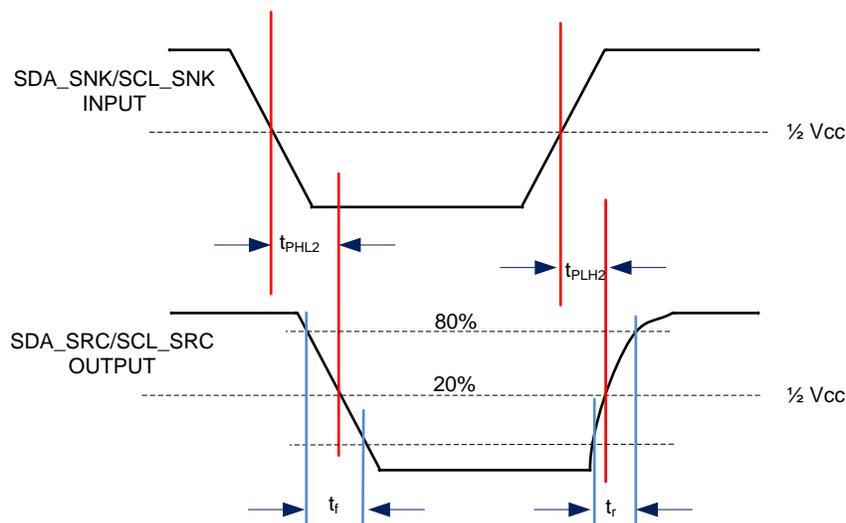 SDA_SNK/SCL_SNK
INPUT
½ Vcc
tPHL2
tPLH2
80%
SDA_SRC/SCL_SRC
OUTPUT
20%
½ Vcc
tf
tr